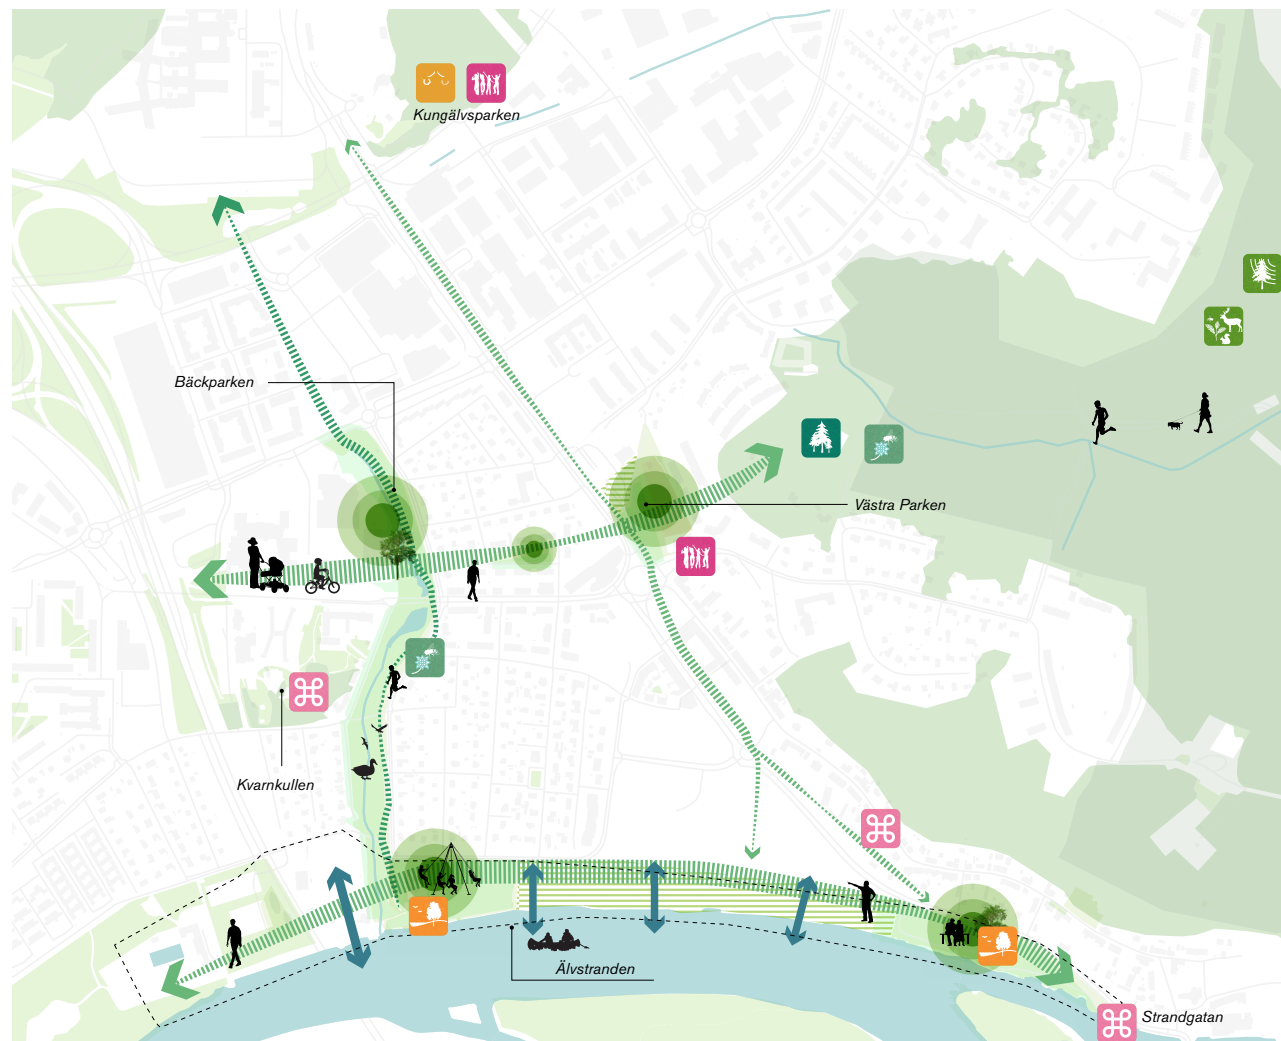 Kungälvsparken
Bäckparken
Västra Parken
Kvarnkullen
Älvstranden
Strandgatan